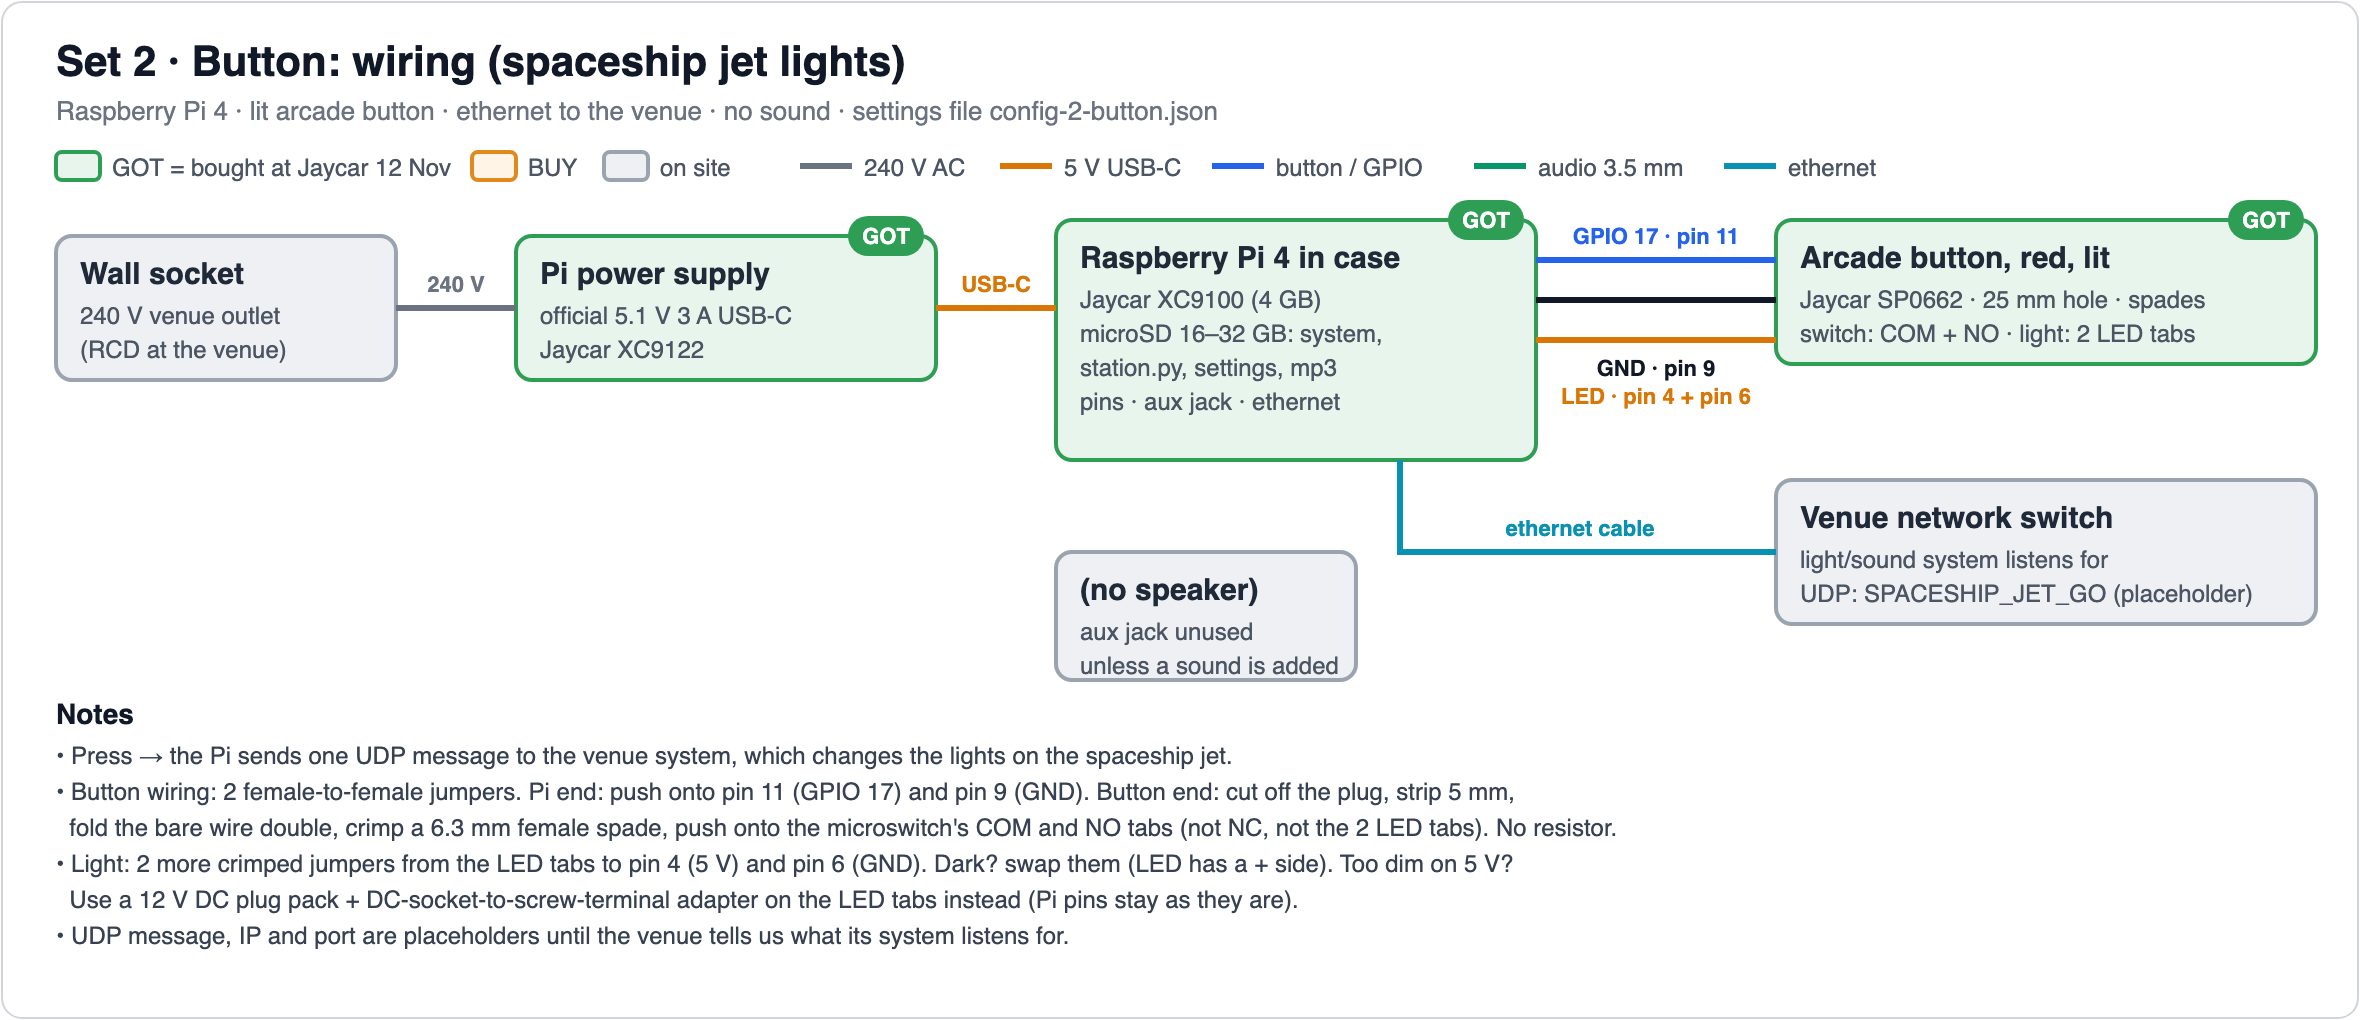 Set 2 · Button: wiring (spaceship jet lights)
Raspberry Pi 4 · lit arcade button · ethernet to the venue · no sound · settings file config-2-button.json
GOT = bought at Jaycar 12 Nov
BUY
on site
240 V AC
5 V USB-C
button / GPIO
audio 3.5 mm
ethernet
Wall socket
240 V venue outlet
(RCD at the venue)
240 V
GOT
Pi power supply
official 5.1 V 3 A USB-C
Jaycar XC9122
USB-C
GOT
Raspberry Pi 4 in case
Jaycar XC9100 (4 GB)
microSD 16–32 GB: system,
station.py, settings, mp3
pins · aux jack · ethernet
GPIO 17 · pin 11
GND · pin 9
LED · pin 4 + pin 6
GOT
Arcade button, red, lit
Jaycar SP0662 · 25 mm hole · spades
switch: COM + NO · light: 2 LED tabs
ethernet cable
Venue network switch
light/sound system listens for
UDP: SPACESHIP_JET_GO (placeholder)
(no speaker)
aux jack unused
unless a sound is added
Notes
• Press → the Pi sends one UDP message to the venue system, which changes the lights on the spaceship jet.
• Button wiring: 2 female-to-female jumpers. Pi end: push onto pin 11 (GPIO 17) and pin 9 (GND). Button end: cut off the plug, strip 5 mm,
fold the bare wire double, crimp a 6.3 mm female spade, push onto the microswitch's COM and NO tabs (not NC, not the 2 LED tabs). No resistor.
• Light: 2 more crimped jumpers from the LED tabs to pin 4 (5 V) and pin 6 (GND). Dark? swap them (LED has a + side). Too dim on 5 V?
Use a 12 V DC plug pack + DC-socket-to-screw-terminal adapter on the LED tabs instead (Pi pins stay as they are).
• UDP message, IP and port are placeholders until the venue tells us what its system listens for.